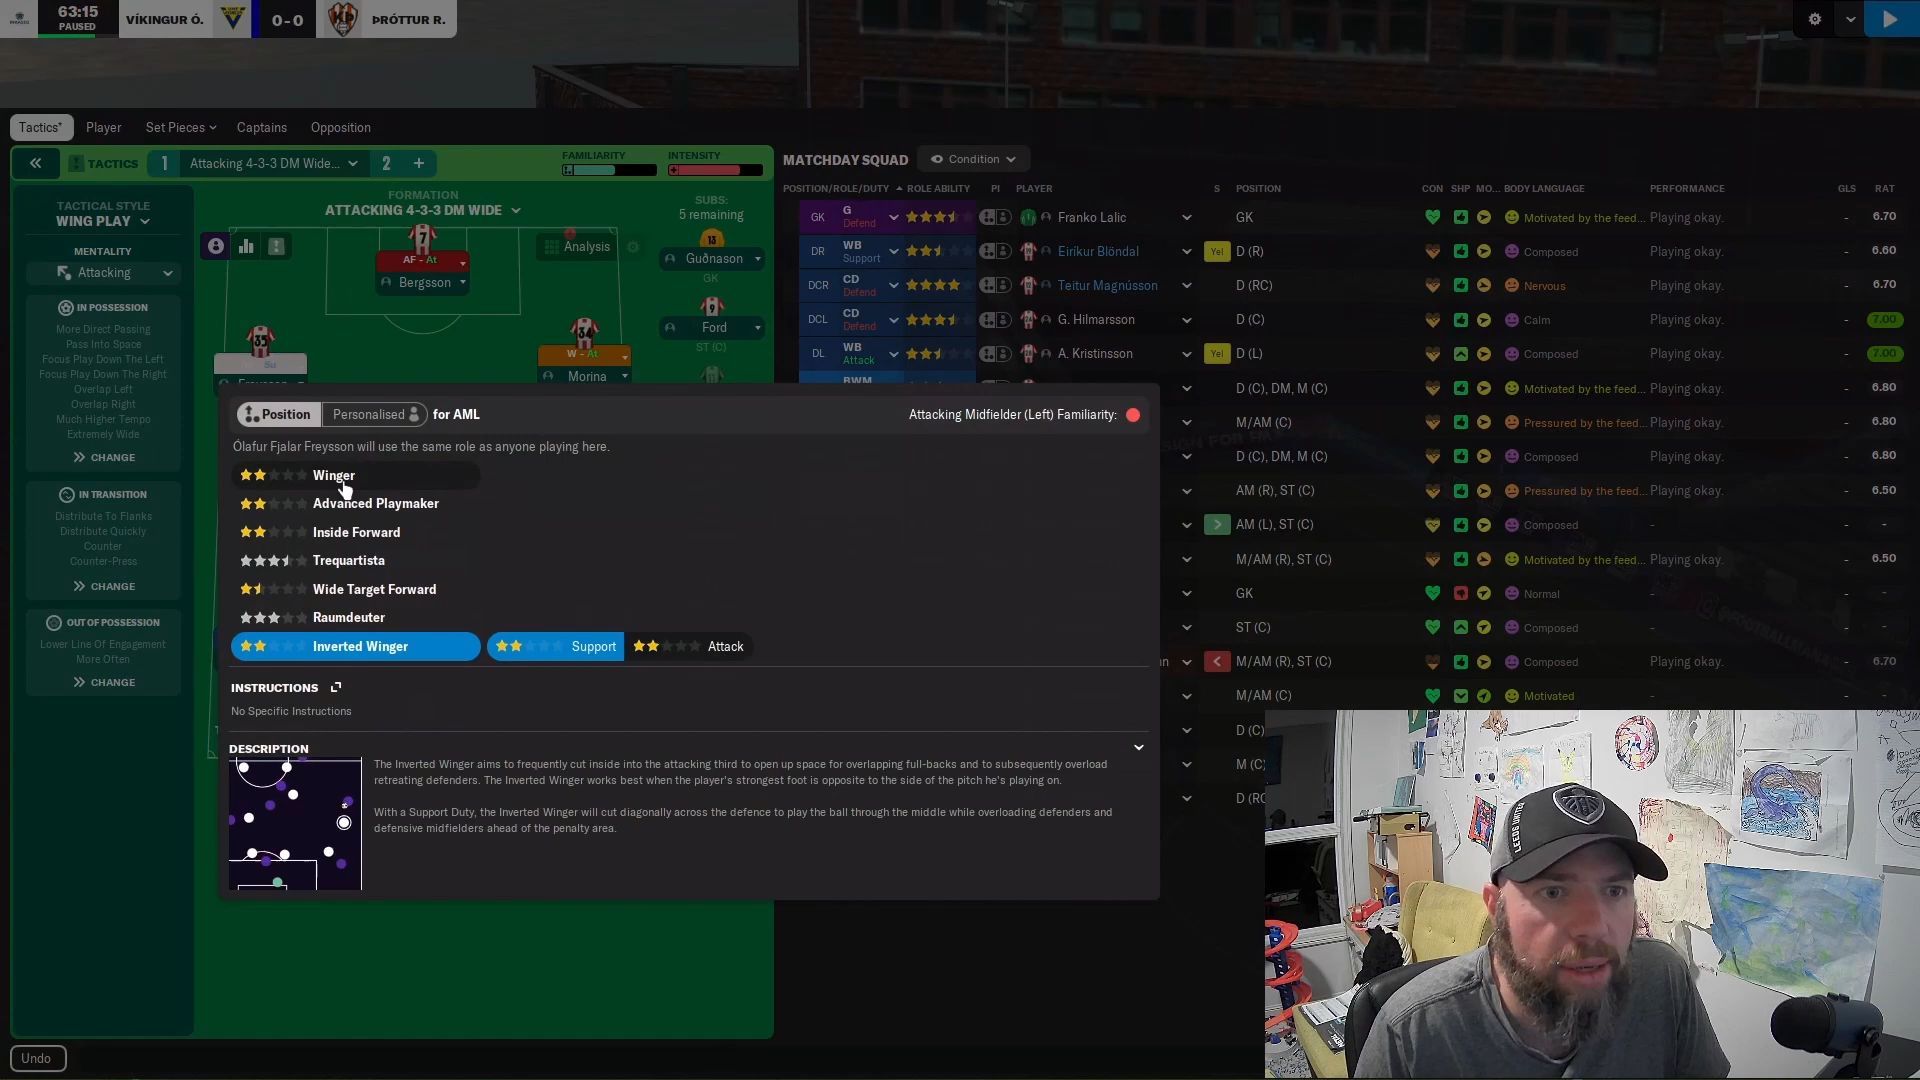 63:15
PAUSED
VÍKINGUR Ó.
0-0
ÞRÓTTUR R.
Tactics*
Player
Set Pieces
Captains
Opposition
TACTICS
1
Attacking 4-3-3 DM Wide...
2
+
FAMILIARITY
INTENSITY
TACTICAL STYLE
WING PLAY
MENTALITY
Attacking
IN POSSESSION
More Direct Passing
Pass Into Space
Focus Play Down The Left
Focus Play Down The Right
Overlap Left
Overlap Right
Much Higher Tempo
Extremely Wide
CHANGE
IN TRANSITION
Distribute To Flanks
Distribute Quickly
Counter
Counter-Press
CHANGE
OUT OF POSSESSION
Lower Line Of Engagement
More Often
CHANGE
FORMATION
ATTACKING 4-3-3 DM WIDE
SUBS:
5 remaining
Analysis
7
AF - At
Bergsson
13
Guðnason
GK
9
Ford
ST (C)
35
Su
34
W - At
Morina
MATCHDAY SQUAD
Condition
POSITION/ROLE/DUTY ROLE ABILITY PI PLAYER S POSITION CON SHP MO... BODY LANGUAGE PERFORMANCE GLS RAT
GK G Defend Franko Lalic GK Motivated by the feed... Playing okay. - 6.70
DR WB Support Eiríkur Blöndal Yel D (R) Composed Playing okay. - 6.60
DCR CD Defend Teitur Magnússon D (RC) Nervous Playing okay. - 6.70
DCL CD Defend G. Hilmarsson D (C) Calm Playing okay. - 7.00
DL WB Attack A. Kristinsson Yel D (L) Composed Playing okay. - 7.00
BWM D (C), DM, M (C) Motivated by the feed... Playing okay. - 6.80
M/AM (C) Pressured by the feed... Playing okay. - 6.80
D (C), DM, M (C) Composed Playing okay. - 6.80
AM (R), ST (C) Pressured by the feed... Playing okay. - 6.50
AM (L), ST (C) Composed - - -
M/AM (R), ST (C) Motivated by the feed... Playing okay. - 6.50
GK Normal - - -
ST (C) Composed - - -
M/AM (R), ST (C) Composed Playing okay. - 6.70
M/AM (C) Motivated - - -
D (C)
M (C)
D (RC
Position
Personalised
for AML
Attacking Midfielder (Left) Familiarity:
Ólafur Fjalar Freysson will use the same role as anyone playing here.
Winger
Advanced Playmaker
Inside Forward
Trequartista
Wide Target Forward
Raumdeuter
Inverted Winger
Support
Attack
INSTRUCTIONS
No Specific Instructions
DESCRIPTION
The Inverted Winger aims to frequently cut inside into the attacking third to open up space for overlapping full-backs and to subsequently overload
retreating defenders. The Inverted Winger works best when the player's strongest foot is opposite to the side of the pitch he's playing on.
With a Support Duty, the Inverted Winger will cut diagonally across the defence to play the ball through the middle while overloading defenders and
defensive midfielders ahead of the penalty area.
Undo
LEEDS UNITED